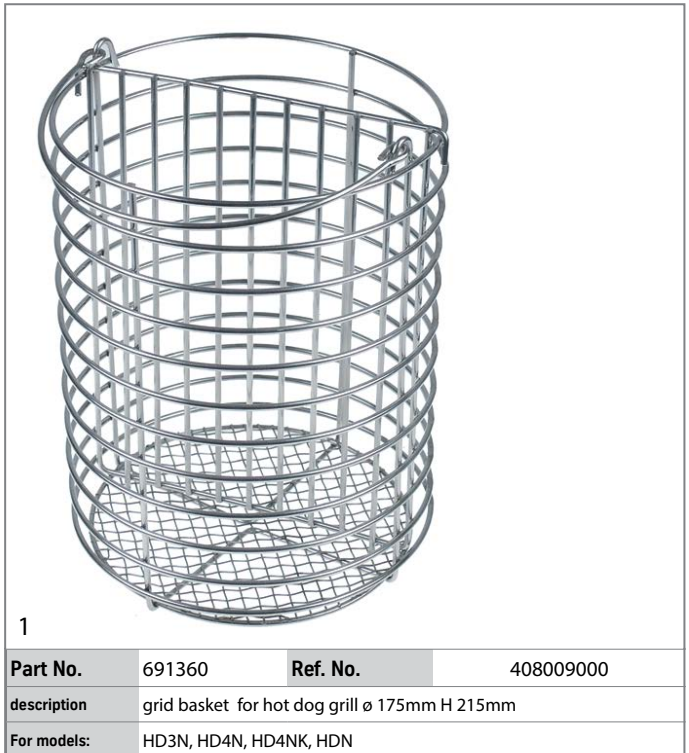 1
Part No. 691360 Ref. No. 408009000
description grid basket for hot dog grill ø 175mm H 215mm
For models: HD3N, HD4N, HD4NK, HDN